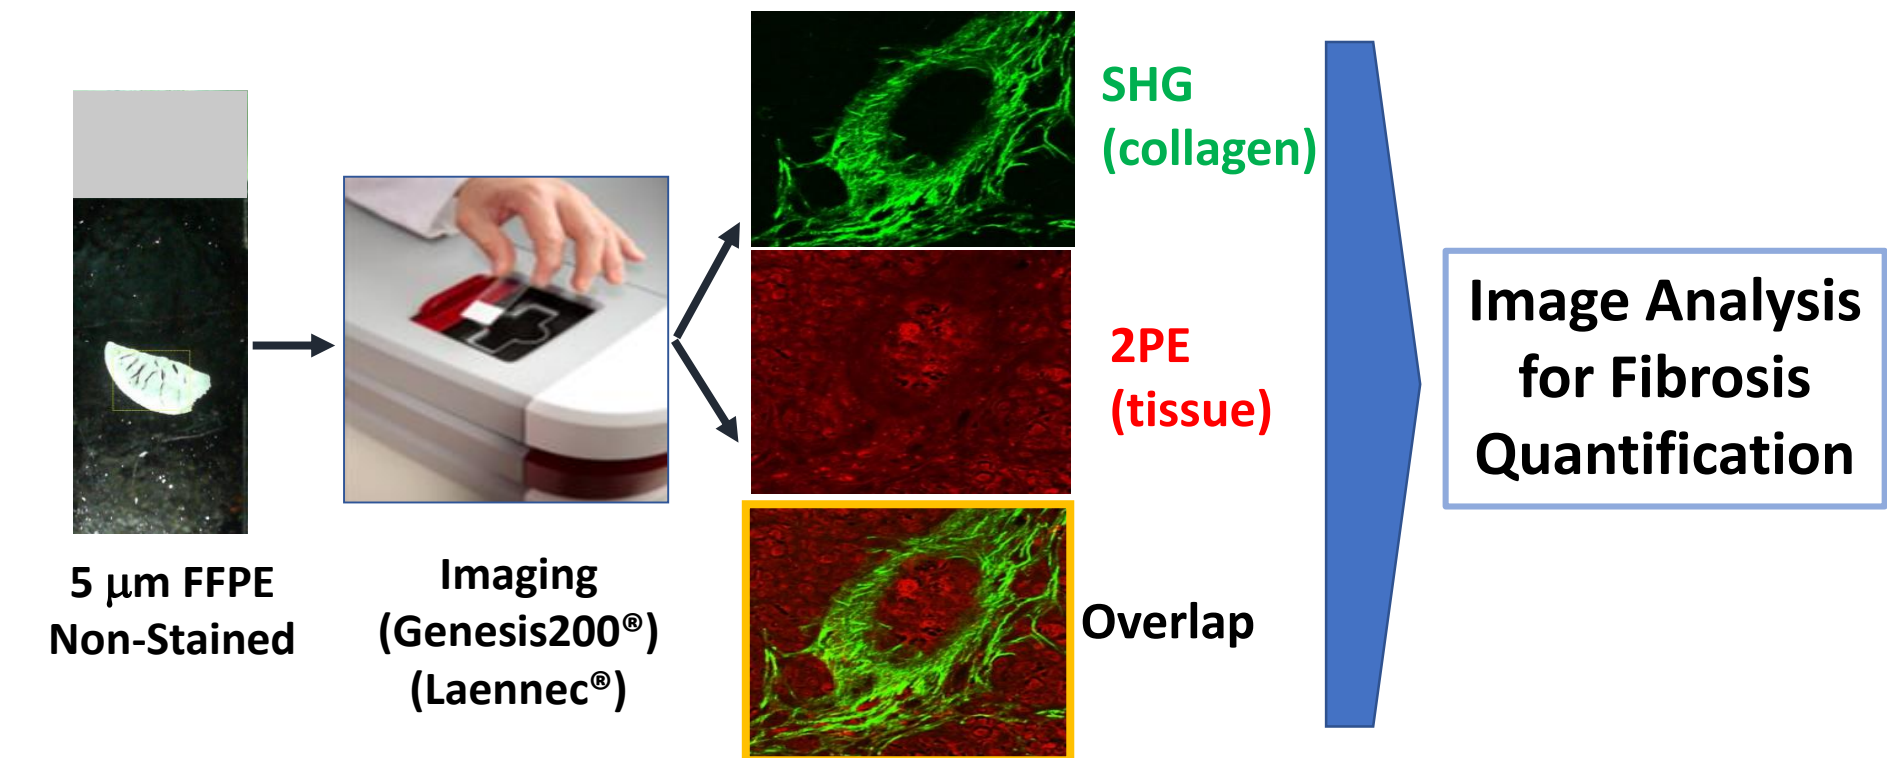 5 μm FFPE
Non-Stained
Imaging
(Genesis200®)
(Laennec®)
SHG
(collagen)
2PE
(tissue)
Overlap
Image Analysis
for Fibrosis
Quantification